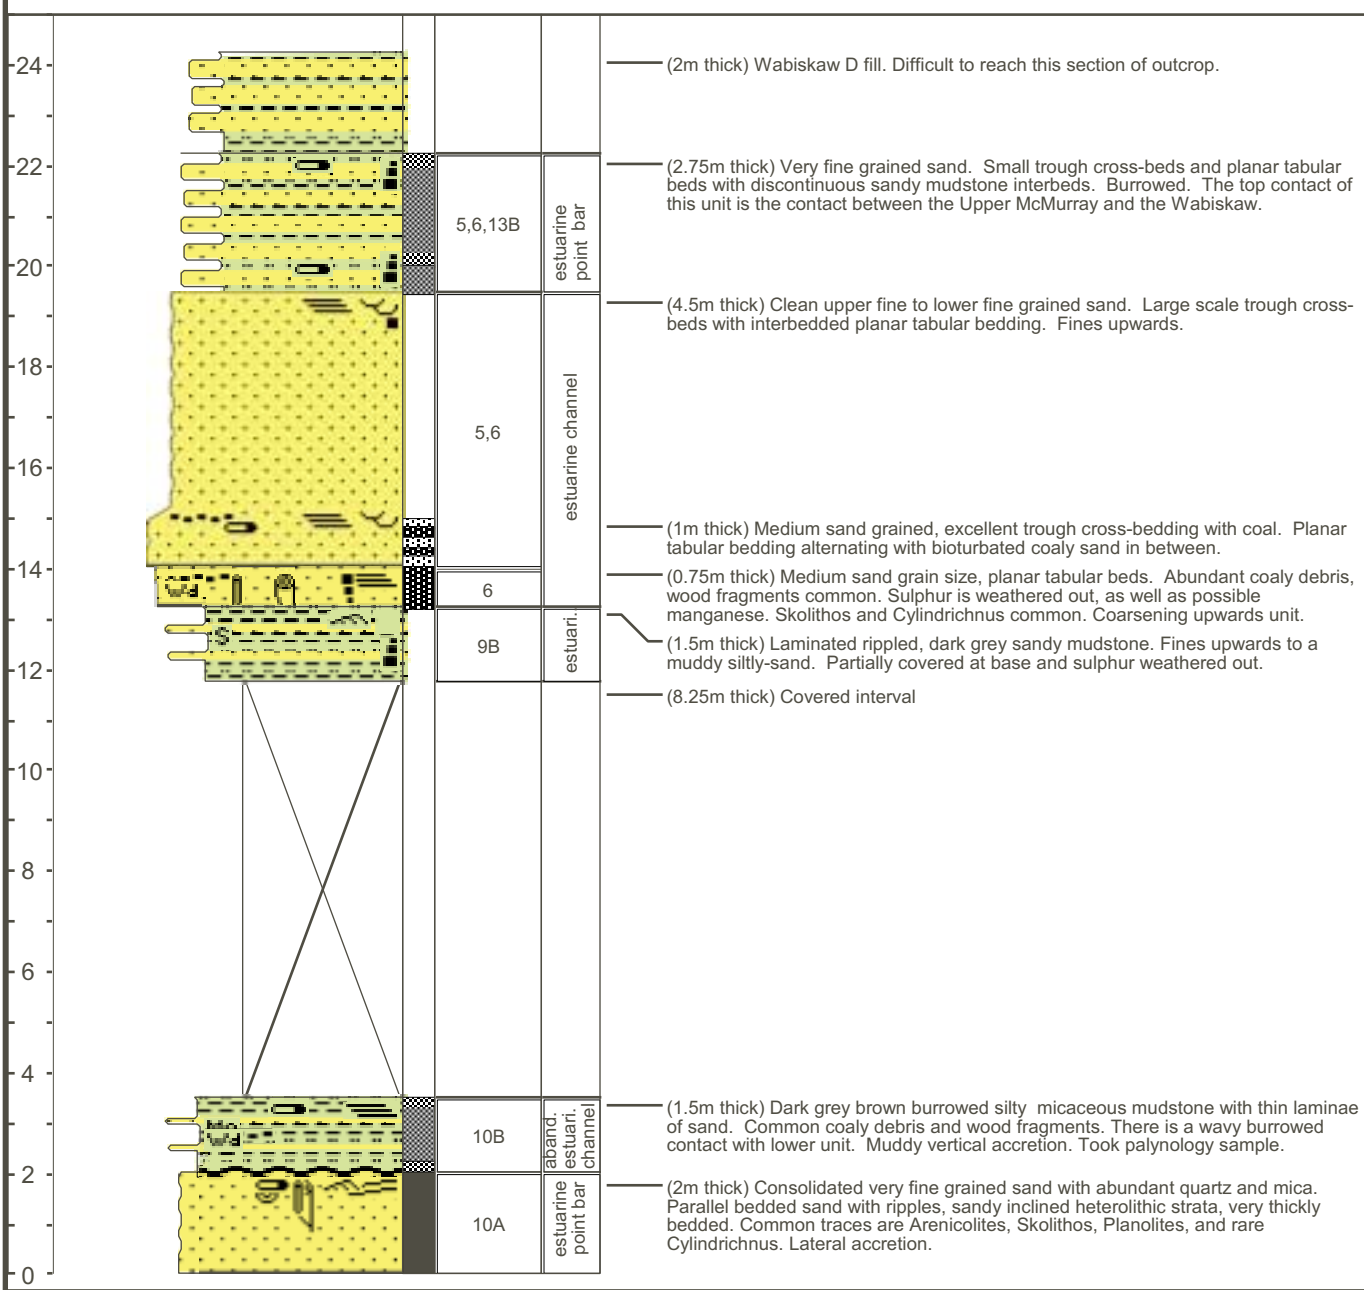 24
22
20
18
16
14
12
10
8
6
4
2
0
S
5,6,13B
5,6
6
9B
10B
10A
estuarine
point bar
estuarine channel
estuari..
aband.
estuari.
channel
estuarine
point bar
(2m thick) Wabiskaw D fill. Difficult to reach this section of outcrop.
(2.75m thick) Very fine grained sand. Small trough cross-beds and planar tabular
beds with discontinuous sandy mudstone interbeds. Burrowed. The top contact of
this unit is the contact between the Upper McMurray and the Wabiskaw.
(4.5m thick) Clean upper fine to lower fine grained sand. Large scale trough cross-
beds with interbedded planar tabular bedding. Fines upwards.
(1m thick) Medium sand grained, excellent trough cross-bedding with coal. Planar
tabular bedding alternating with bioturbated coaly sand in between.
(0.75m thick) Medium sand grain size, planar tabular beds. Abundant coaly debris,
wood fragments common. Sulphur is weathered out, as well as possible
manganese. Skolithos and Cylindrichnus common. Coarsening upwards unit.
(1.5m thick) Laminated rippled, dark grey sandy mudstone. Fines upwards to a
muddy siltly-sand. Partially covered at base and sulphur weathered out.
(8.25m thick) Covered interval
(1.5m thick) Dark grey brown burrowed silty micaceous mudstone with thin laminae
of sand. Common coaly debris and wood fragments. There is a wavy burrowed
contact with lower unit. Muddy vertical accretion. Took palynology sample.
(2m thick) Consolidated very fine grained sand with abundant quartz and mica.
Parallel bedded sand with ripples, sandy inclined heterolithic strata, very thickly
bedded. Common traces are Arenicolites, Skolithos, Planolites, and rare
Cylindrichnus. Lateral accretion.